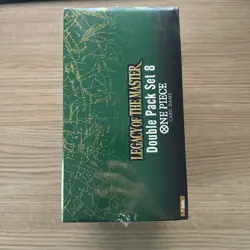 LEGACY OF THE MASTER
Double Pack Set 8
ONE PIECE
CARD GAME